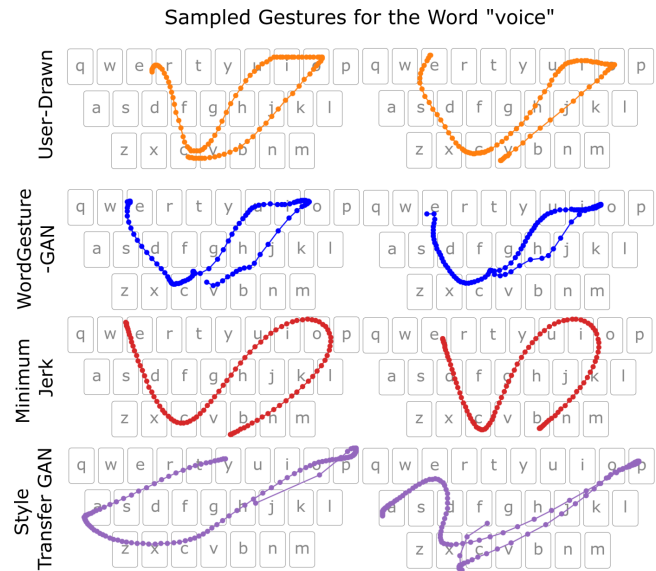 Sampled Gestures for the Word "voice"
User-Drawn
q w e r t y u i o p q w e r t y u i o p
a s d f g h j k l a s d f g h j k l
z x c v b n m z x c v b n m
WordGesture
-GAN
q w e r t y u i o p q w e r t y u i o p
a s d f g h j k l a s d f g h j k l
z x c v b n m z x c v b n m
Minimum
Jerk
q w e r t y u i o p q w e r t y u i o p
a s d f g h j k l a s d f g h j k l
z x c v b n m z x c v b n m
Style
Transfer GAN
q w e r t y u i o p q w e r t y u i o p
a s d f g h j k l a s d f g h j k l
z x c v b n m z x c v b n m